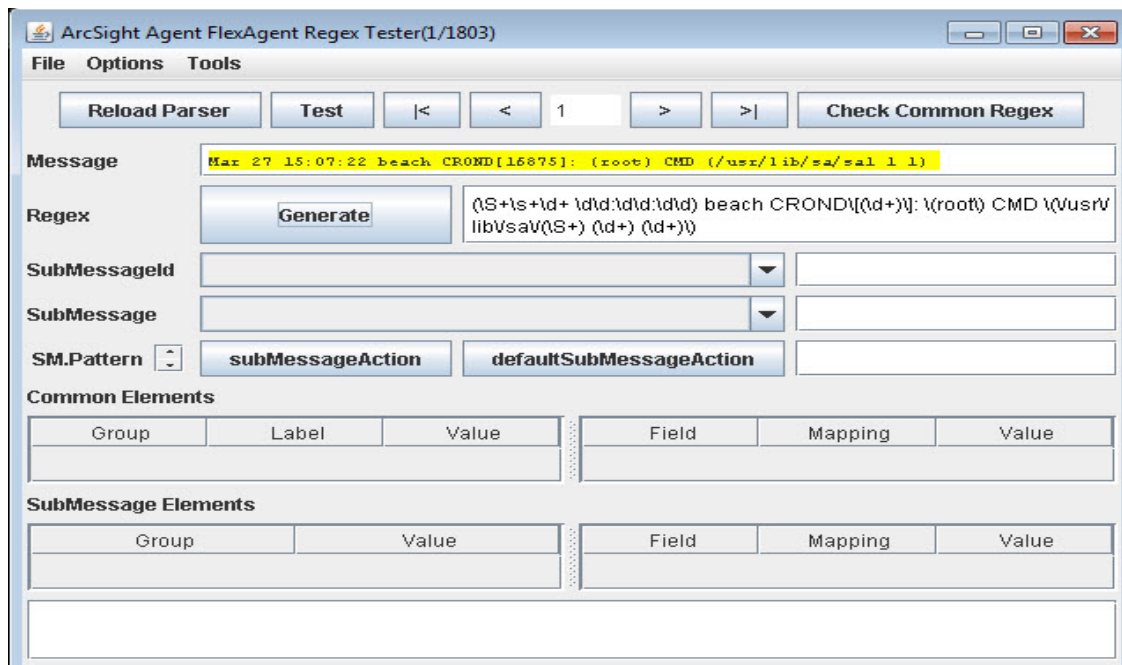 ArcSight Agent FlexAgent Regex Tester(1/1803)
File Options Tools
Reload Parser Test |< < 1 > >| Check Common Regex
Message Mar 27 15:07:22 beach CROND[16875]: (root) CMD (/usr/lib/sa/sa1 1 1)
Regex Generate (\S+\s+\d+ \d\d:\d\d:\d\d) beach CROND\[(\d+)\]: \(root\) CMD \(\/usr\/
lib\/sa\/(\S+) (\d+) (\d+)\)
SubMessageId
SubMessage
SM.Pattern subMessageAction defaultSubMessageAction
Common Elements
Group Label Value Field Mapping Value
SubMessage Elements
Group Value Field Mapping Value